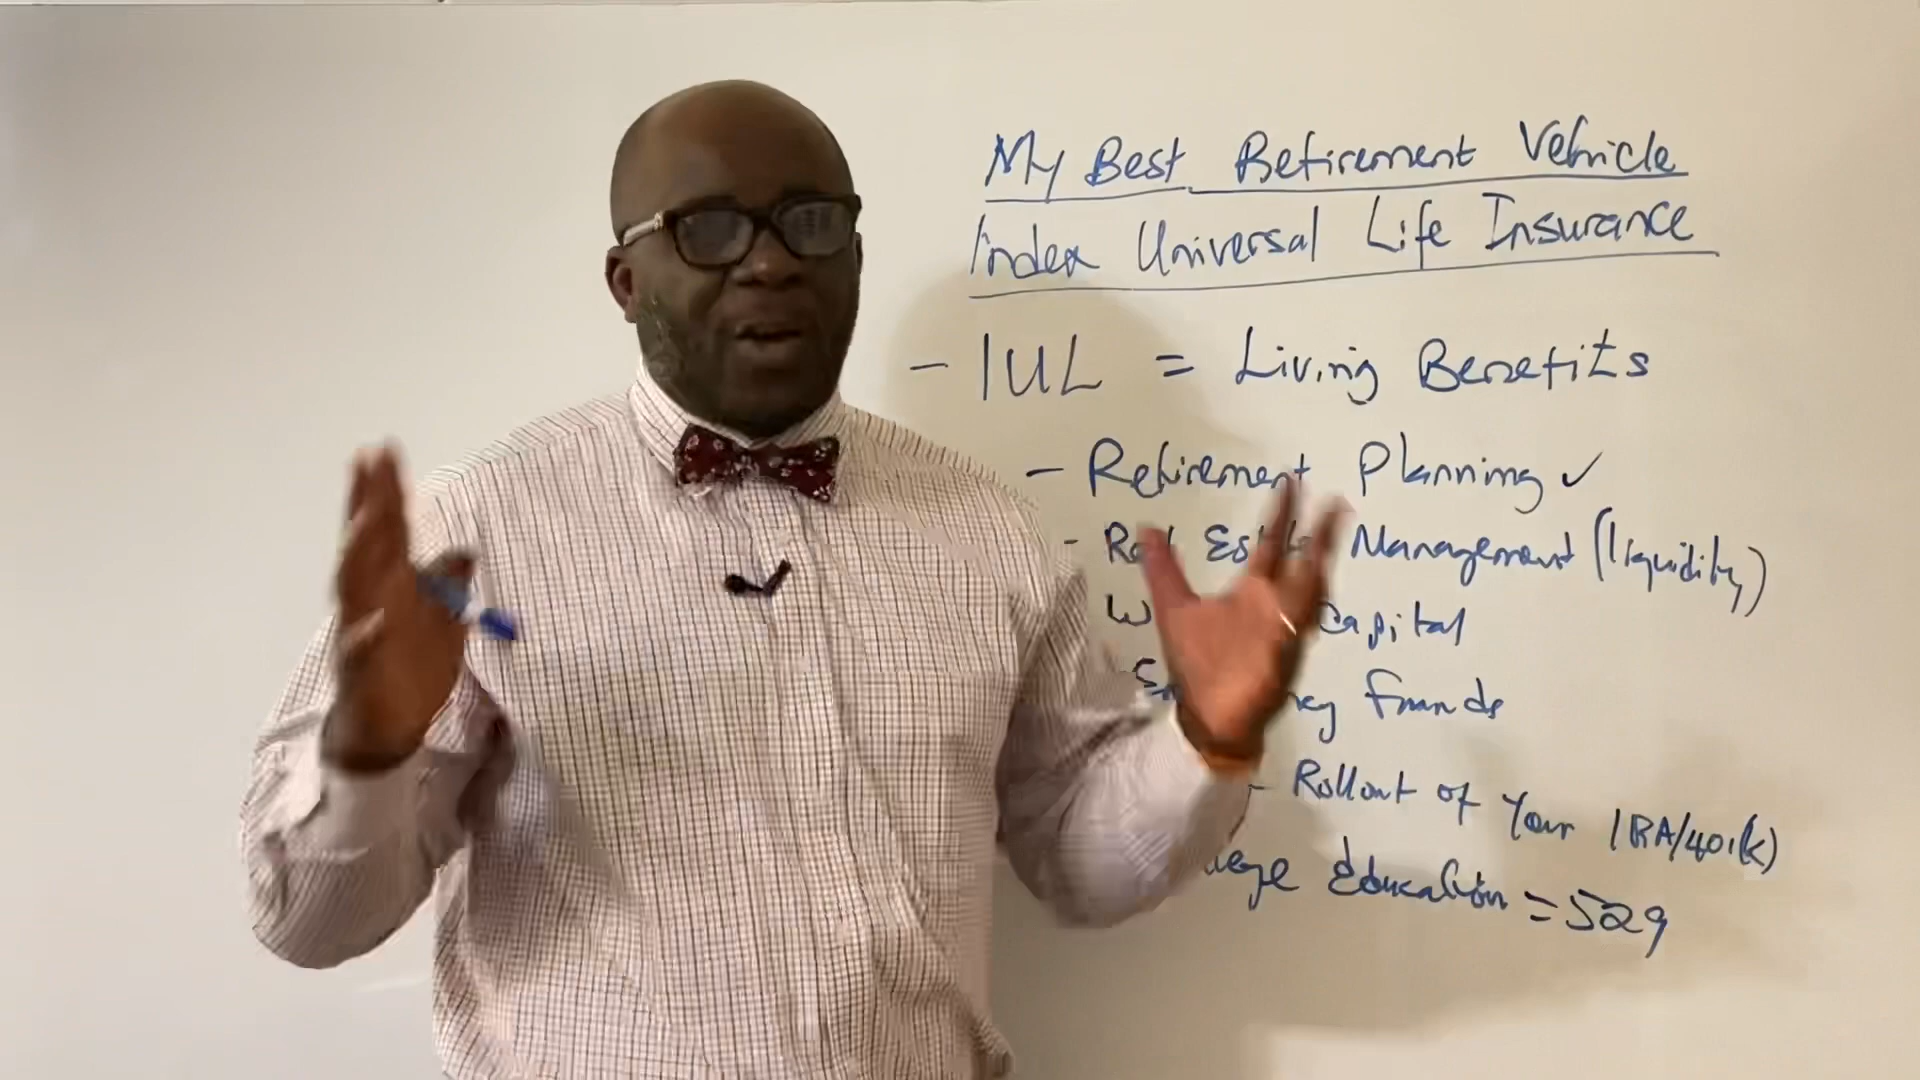 My Best Retirement Vehicle
Index Universal Life Insurance
- IUL = Living Benefits
- Retirement Planning ✓
- Management (liquidity)
Capital
Funds
- Rollout of Your IRA/401(k)
Education = 529